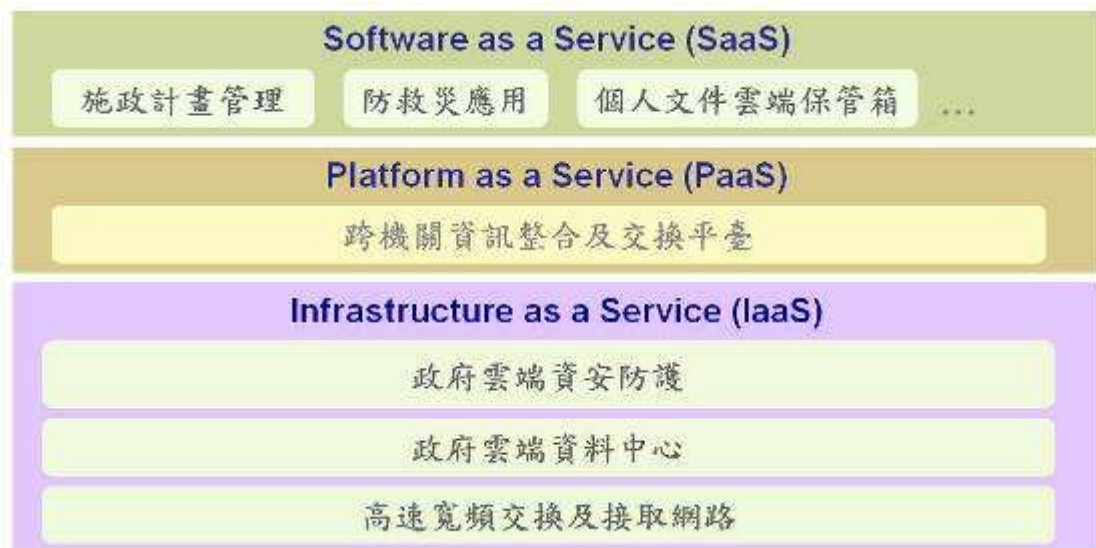 Software as a Service (SaaS)
施政計畫管理 防救災應用 個人文件雲端保管箱 ...
Platform as a Service (PaaS)
跨機關資訊整合及交換平臺
Infrastructure as a Service (IaaS)
政府雲端資安防護
政府雲端資料中心
高速寬頻交換及接取網路